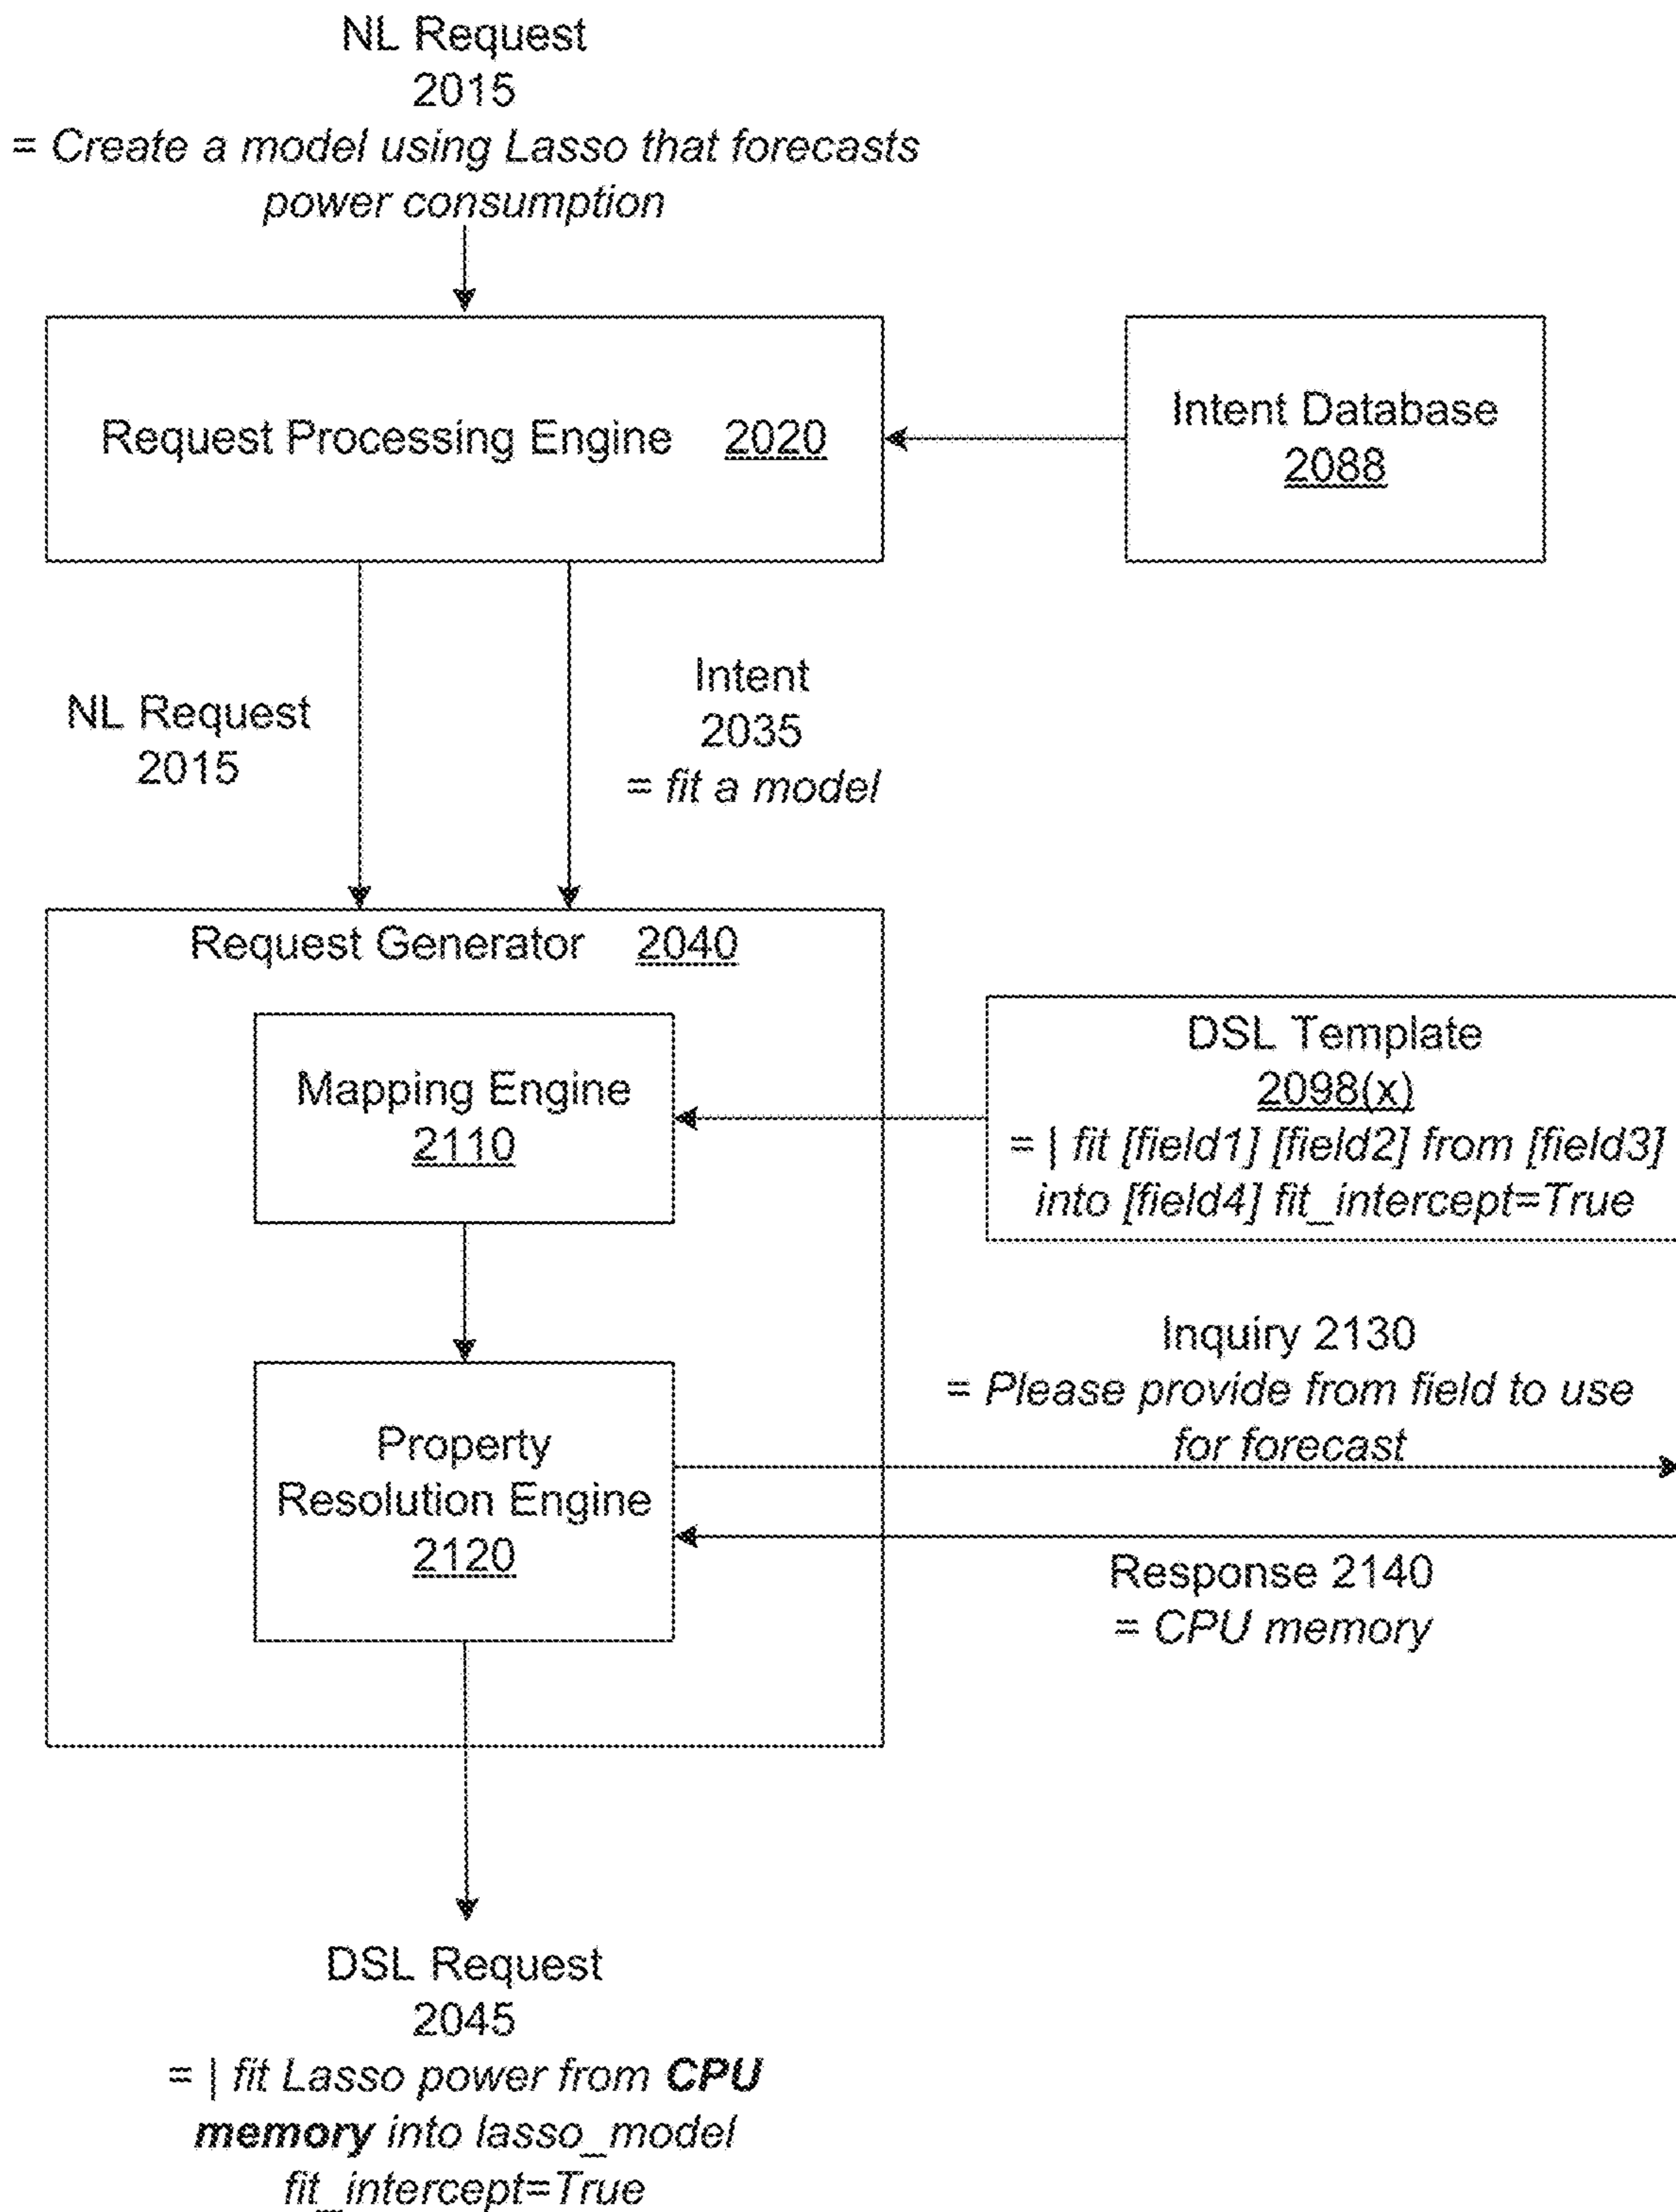 NL Request
2015
= Create a model using Lasso that forecasts
power consumption
Request Processing Engine 2020
Intent Database
2088
NL Request
2015
Intent
2035
= fit a model
Request Generator 2040
Mapping Engine
2110
DSL Template
2098(x)
= | fit [field1] [field2] from [field3]
into [field4] fit_intercept=True
Inquiry 2130
= Please provide from field to use
for forecast
Property
Resolution Engine
2120
Response 2140
= CPU memory
DSL Request
2045
= | fit Lasso power from CPU
memory into lasso_model
fit_intercept=True